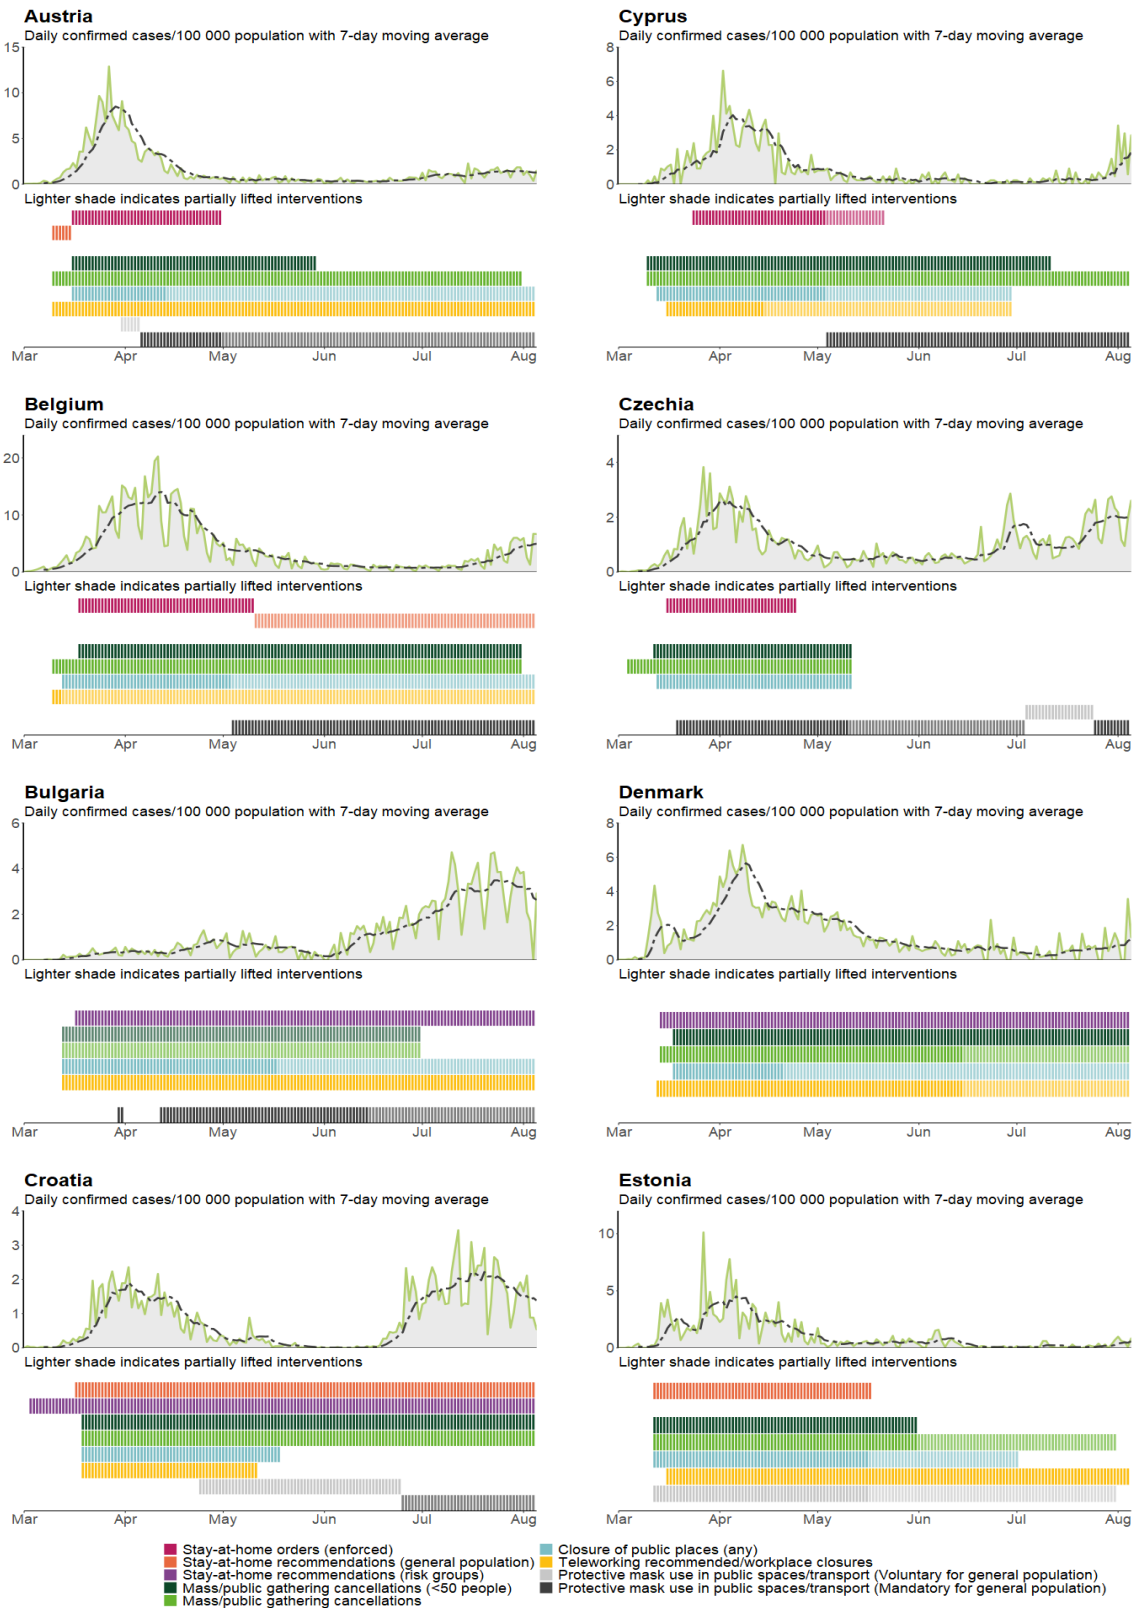 Austria
Daily confirmed cases/100 000 population with 7-day moving average
15
10
5
0
Lighter shade indicates partially lifted interventions
Mar Apr May Jun Jul Aug
Cyprus
Daily confirmed cases/100 000 population with 7-day moving average
8
6
4
2
0
Lighter shade indicates partially lifted interventions
Mar Apr May Jun Jul Aug
Belgium
Daily confirmed cases/100 000 population with 7-day moving average
20
10
0
Lighter shade indicates partially lifted interventions
Mar Apr May Jun Jul Aug
Czechia
Daily confirmed cases/100 000 population with 7-day moving average
4
2
0
Lighter shade indicates partially lifted interventions
Mar Apr May Jun Jul Aug
Bulgaria
Daily confirmed cases/100 000 population with 7-day moving average
6
4
2
0
Lighter shade indicates partially lifted interventions
Mar Apr May Jun Jul Aug
Denmark
Daily confirmed cases/100 000 population with 7-day moving average
8
6
4
2
0
Lighter shade indicates partially lifted interventions
Mar Apr May Jun Jul Aug
Croatia
Daily confirmed cases/100 000 population with 7-day moving average
4
3
2
1
0
Lighter shade indicates partially lifted interventions
Mar Apr May Jun Jul Aug
Estonia
Daily confirmed cases/100 000 population with 7-day moving average
10
5
0
Lighter shade indicates partially lifted interventions
Mar Apr May Jun Jul Aug
Stay-at-home orders (enforced)
Stay-at-home recommendations (general population)
Stay-at-home recommendations (risk groups)
Mass/public gathering cancellations (<50 people)
Mass/public gathering cancellations
Closure of public places (any)
Teleworking recommended/workplace closures
Protective mask use in public spaces/transport (Voluntary for general population)
Protective mask use in public spaces/transport (Mandatory for general population)